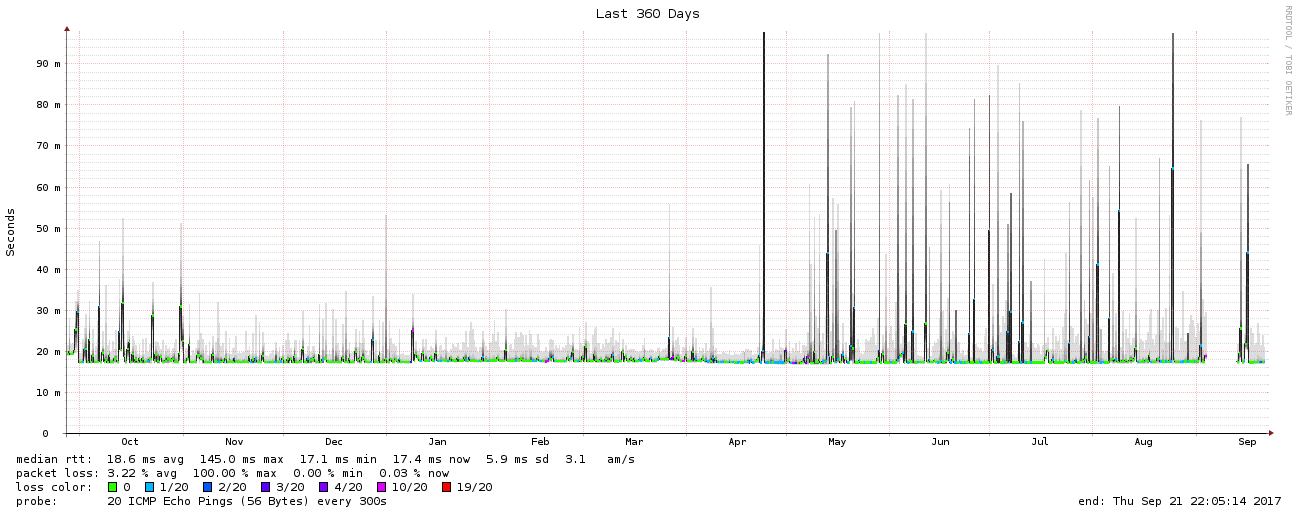 Last 360 Days
RRDTOOL / TOBI OETIKER
Seconds
90 m
80 m
70 m
60 m
50 m
40 m
30 m
20 m
10 m
0
Oct Nov Dec Jan Feb Mar Apr May Jun Jul Aug Sep
median rtt: 18.6 ms avg 145.0 ms max 17.1 ms min 17.4 ms now 5.9 ms sd 3.1 am/s
packet loss: 3.22 % avg 100.00 % max 0.00 % min 0.03 % now
loss color: 0 1/20 2/20 3/20 4/20 10/20 19/20
probe: 20 ICMP Echo Pings (56 Bytes) every 300s
end: Thu Sep 21 22:05:14 2017